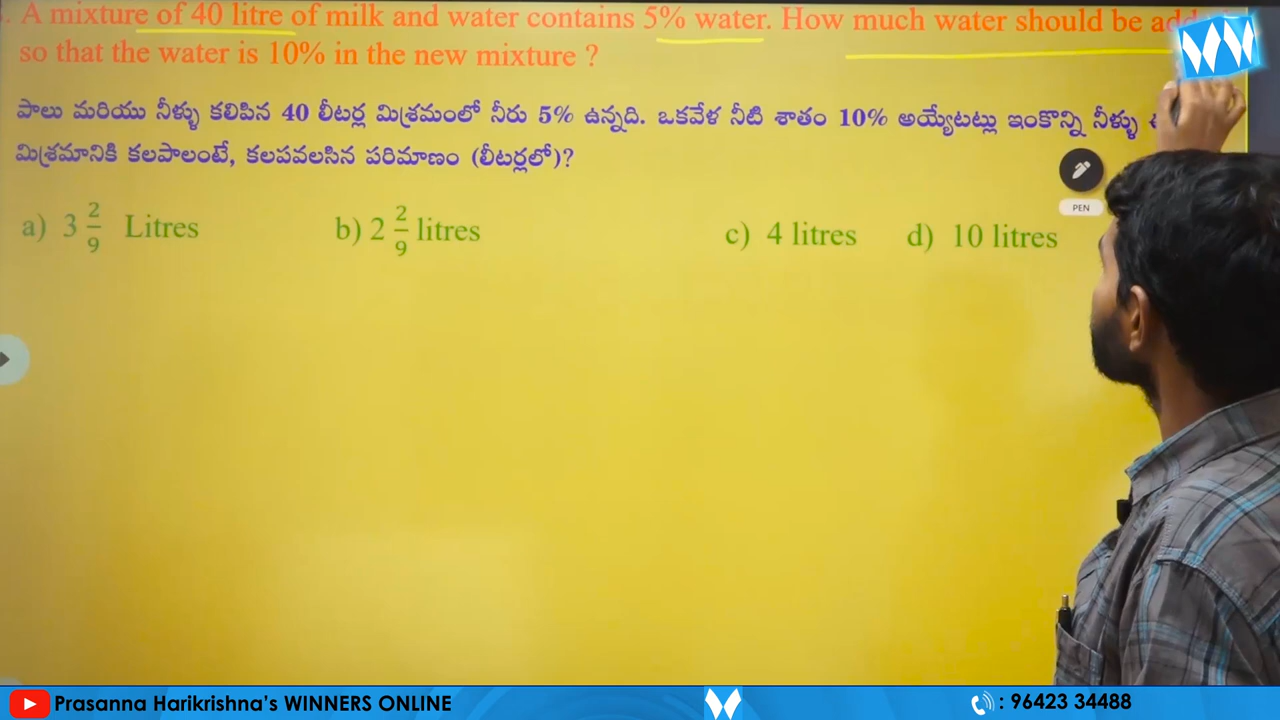 A mixture of 40 litre of milk and water contains 5% water. How much water should be
so that the water is 10% in the new mixture ?
పాలు మరియు నీళ్ళు కలిపిన 40 లీటర్ల మిశ్రమంలో నీరు 5% ఉన్నది. ఒకవేళ నీటి శాతం 10% అయ్యేటట్లు ఇంకొన్ని నీళ్ళు
మిశ్రమానికి కలపాలంటే, కలపవలసిన పరిమాణం (లీటర్లలో)?
a) 3 2/9 Litres b) 2 2/9 litres c) 4 litres d) 10 litres
PEN
Prasanna Harikrishna's WINNERS ONLINE : 96423 34488